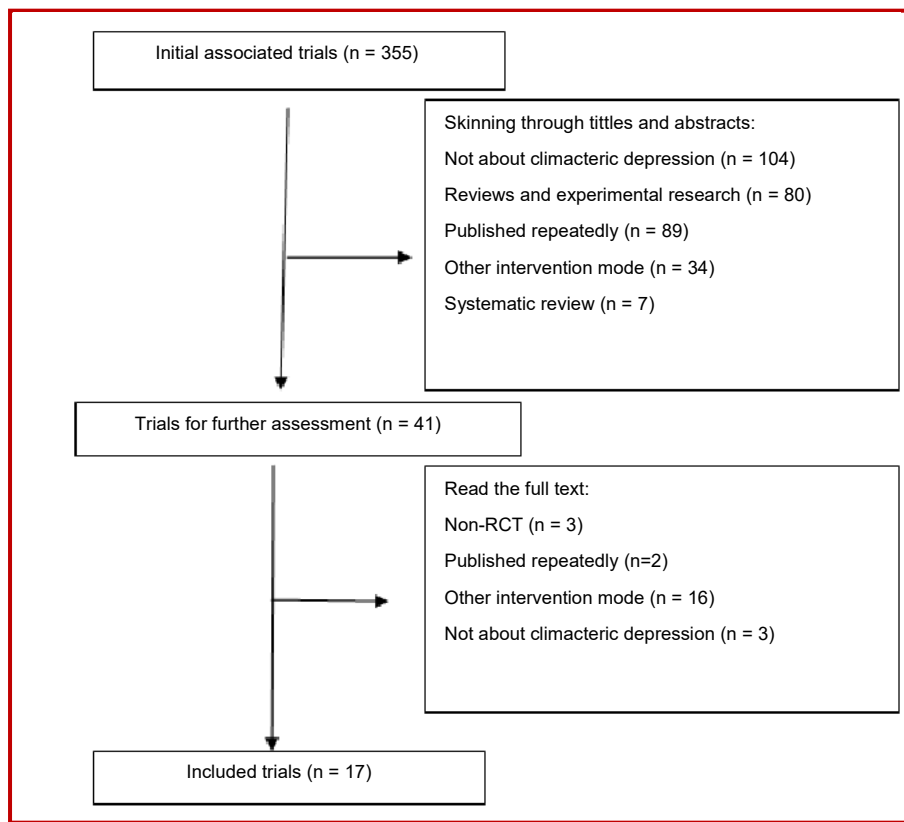 Initial associated trials (n = 355)
Skinning through tittles and abstracts:
Not about climacteric depression (n = 104)
Reviews and experimental research (n = 80)
Published repeatedly (n = 89)
Other intervention mode (n = 34)
Systematic review (n = 7)
Trials for further assessment (n = 41)
Read the full text:
Non-RCT (n = 3)
Published repeatedly (n=2)
Other intervention mode (n = 16)
Not about climacteric depression (n = 3)
Included trials (n = 17)